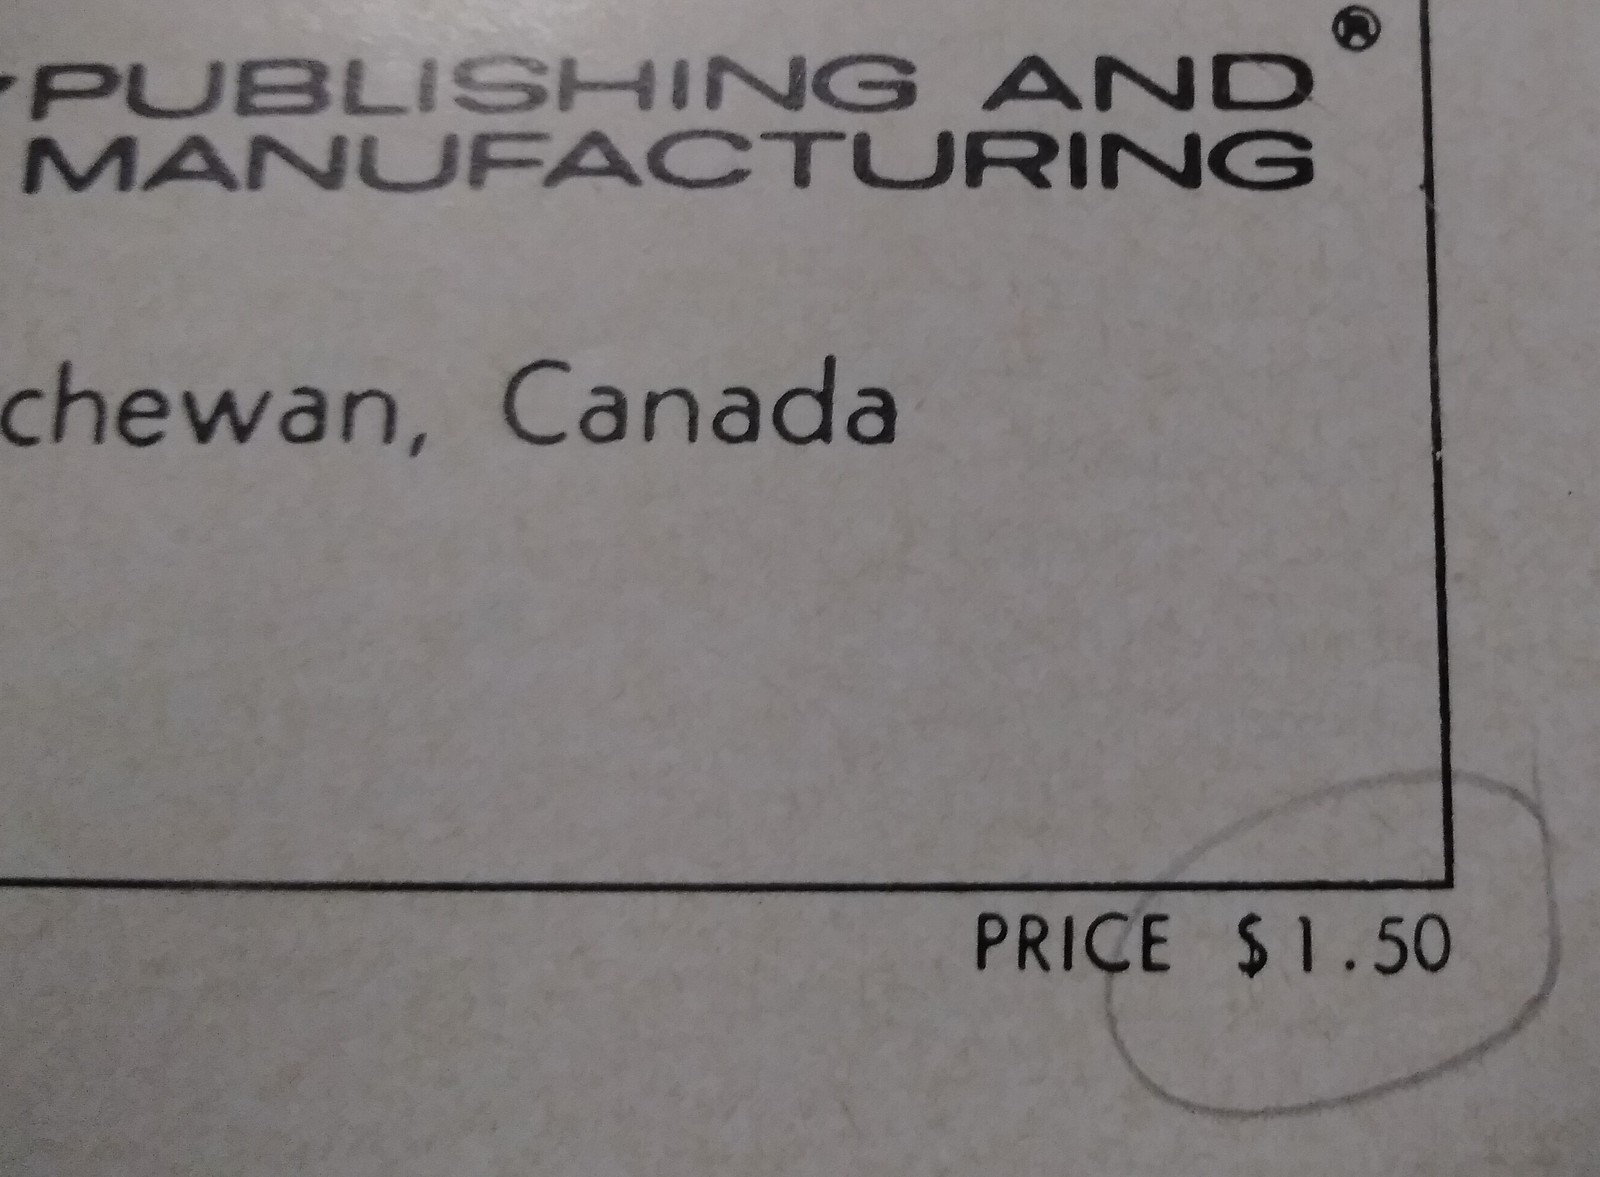 PUBLISHING AND ®
MANUFACTURING
chewan, Canada
PRICE $1.50